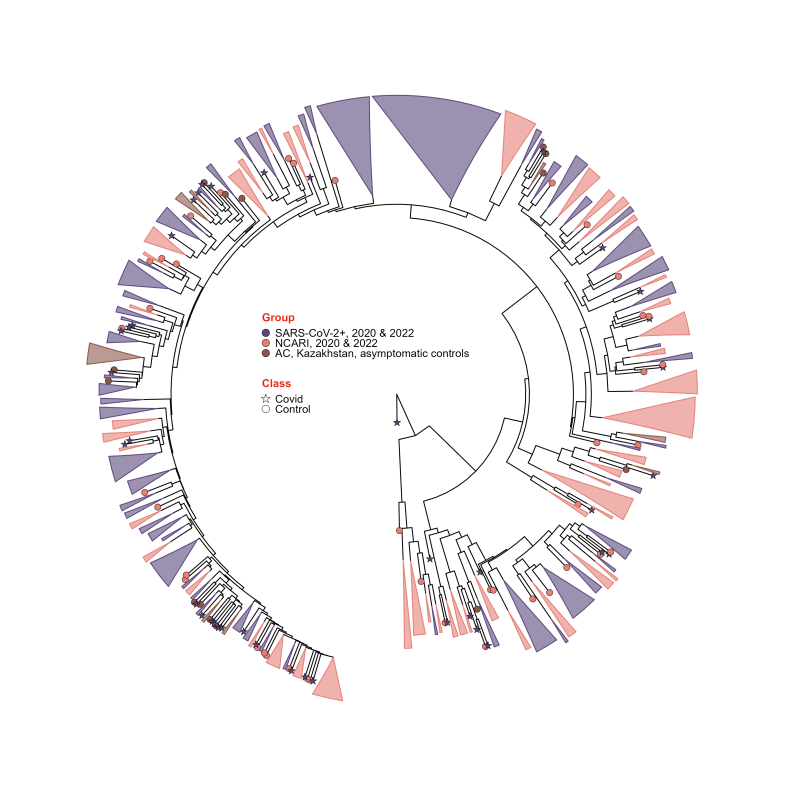 Group
SARS-CoV-2+, 2020 & 2022
NCARI, 2020 & 2022
AC, Kazakhstan, asymptomatic controls
Class
Covid
Control